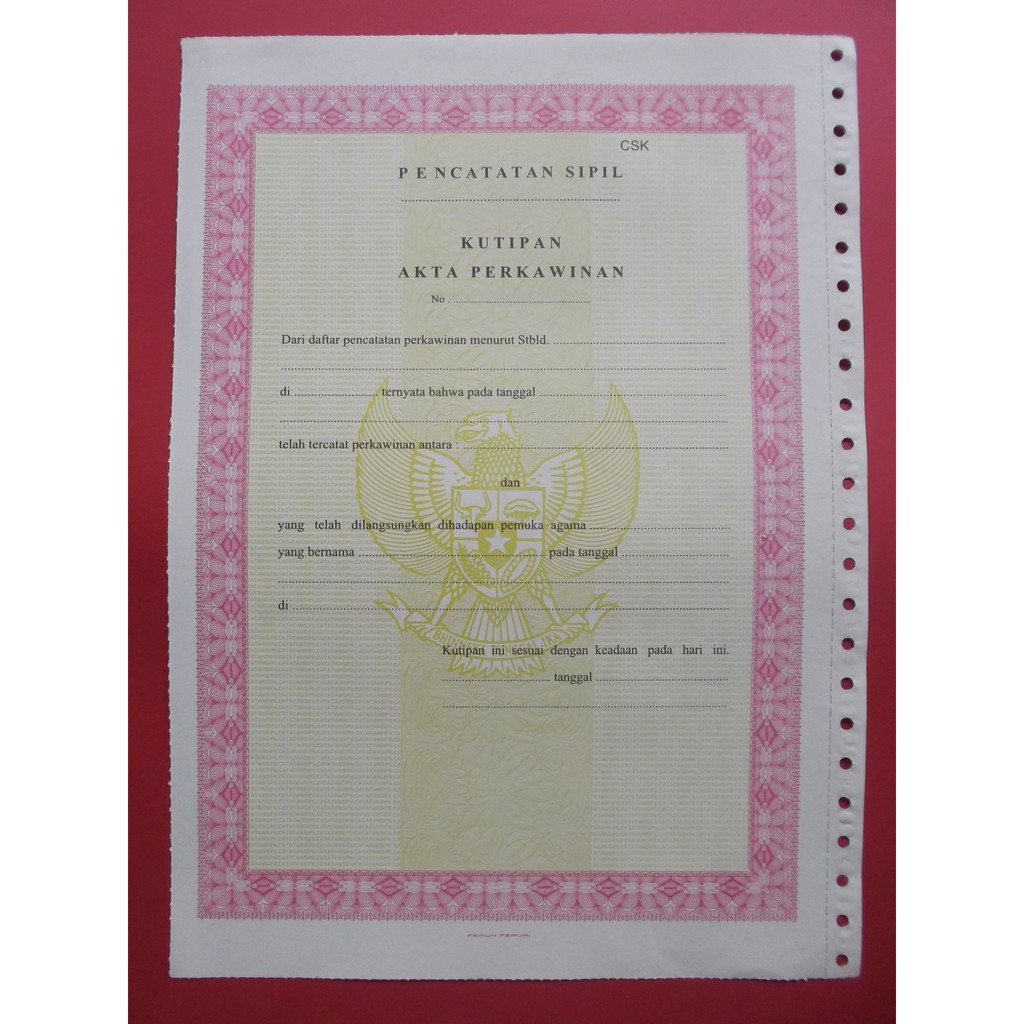 CSK
PENCATATAN SIPIL
............................................................
KUTIPAN
AKTA PERKAWINAN
No ................................................
Dari daftar pencatatan perkawinan menurut Stbld. ....................................................
................................................................................................................................
di .......................... ternyata bahwa pada tanggal ........................................................
................................................................................................................................
telah tercatat perkawinan antara : ................................................................................
dan
yang telah dilangsungkan dihadapan pemuka agama ..........................................
yang bernama ......................................................... pada tanggal .................................
................................................................................................................................
di ............................................................................................................................
BHINNEKA TUNGGAL IKA
Kutipan ini sesuai dengan keadaan pada hari ini.
................................. tanggal ........................................
......................................................................................
PERUM PERURI